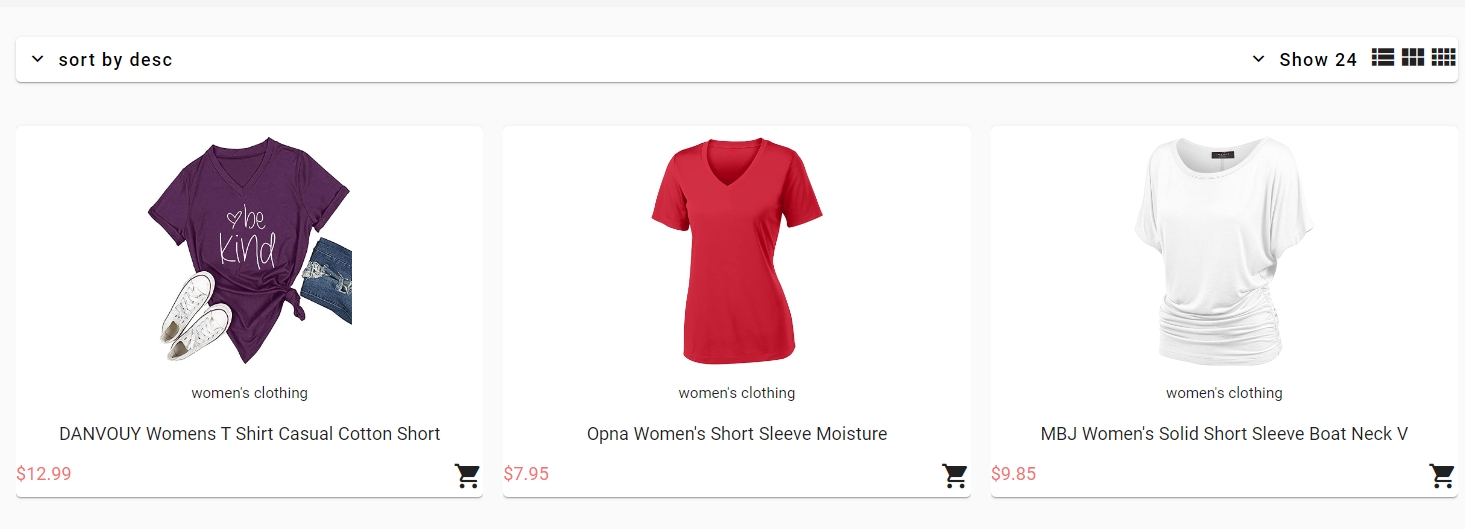 sort by desc
Show 24
be
kind
women's clothing
DANVOUY Womens T Shirt Casual Cotton Short
$12.99
women's clothing
Opna Women's Short Sleeve Moisture
$7.95
women's clothing
MBJ Women's Solid Short Sleeve Boat Neck V
$9.85